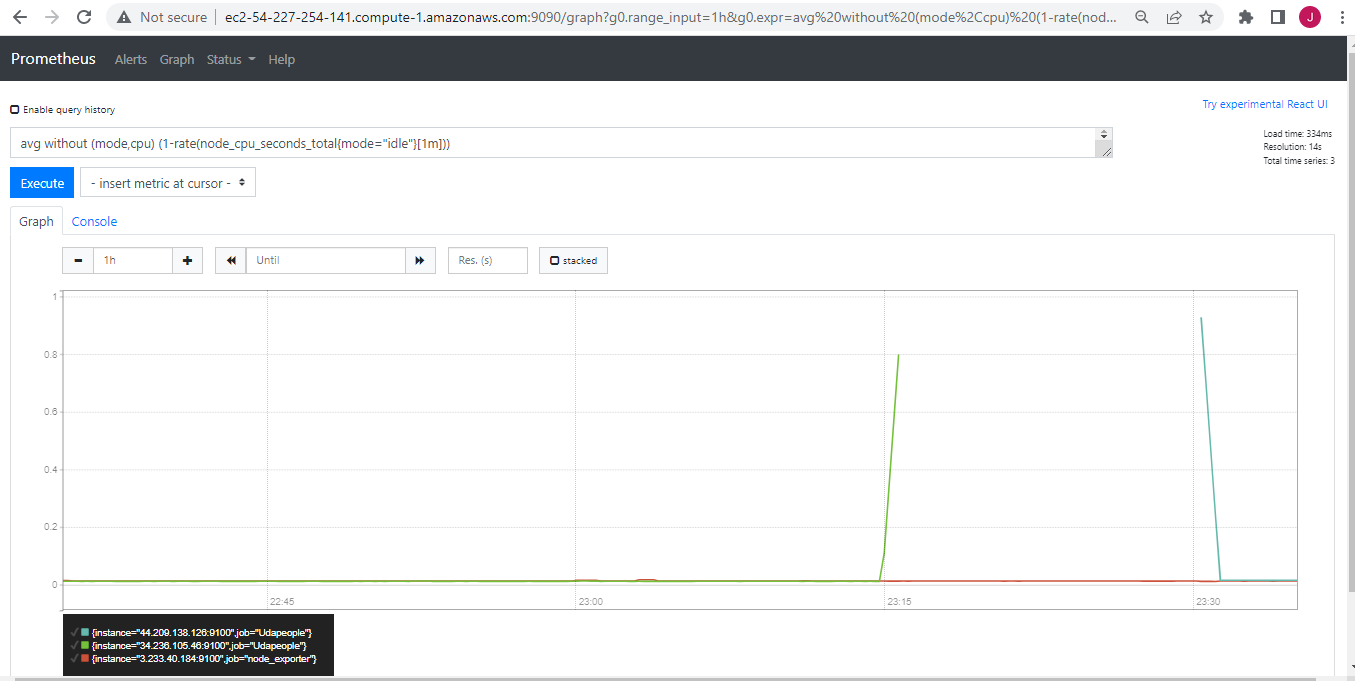 Not secure ec2-54-227-254-141.compute-1.amazonaws.com:9090/graph?g0.range_input=1h&g0.expr=avg%20without%20(mode%2Ccpu)%20(1-rate(nod...
J
Prometheus Alerts Graph Status Help
Enable query history
Try experimental React UI
avg without (mode,cpu) (1-rate(node_cpu_seconds_total{mode="idle"}[1m]))
Load time: 334ms
Resolution: 14s
Total time series: 3
Execute - insert metric at cursor -
Graph Console
- 1h + Until Res. (s) stacked
1
0.8
0.6
0.4
0.2
0
22:45 23:00 23:15 23:30
{instance="44.209.138.126:9100",job="Udapeople"}
{instance="34.236.105.46:9100",job="Udapeople"}
{instance="3.233.40.184:9100",job="node_exporter"}